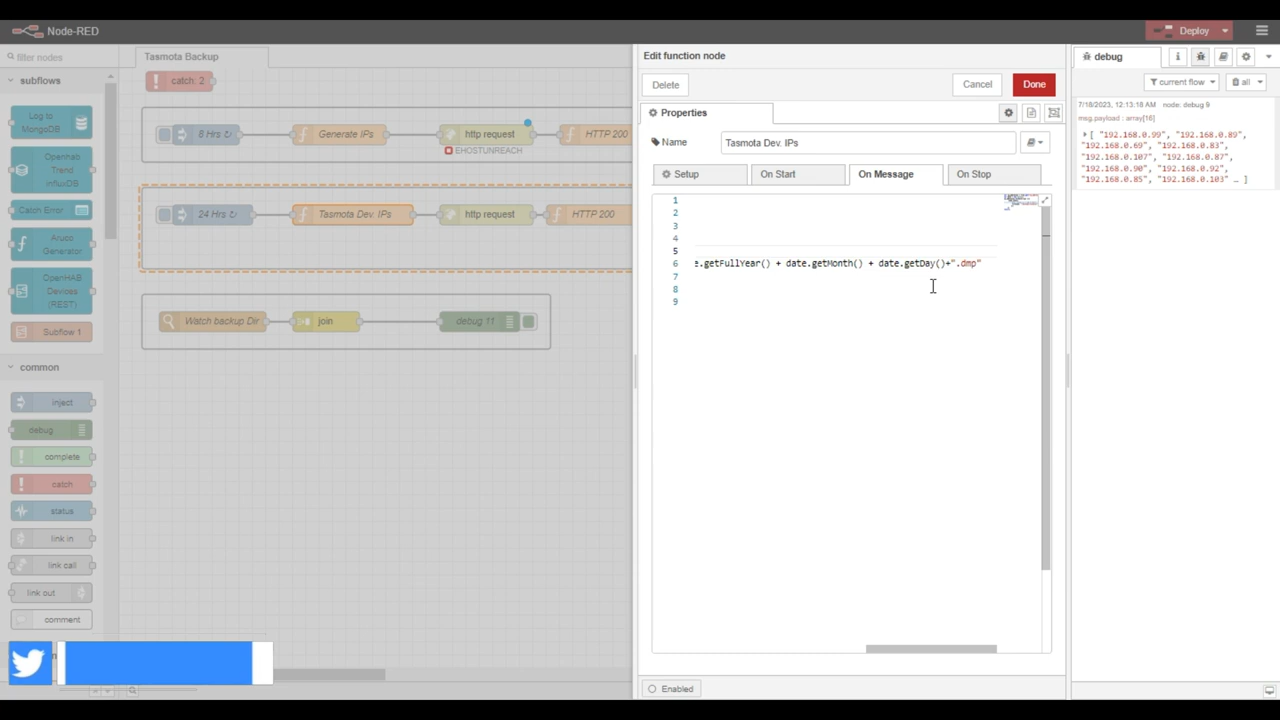 Node-RED
Deploy
filter nodes
Tasmota Backup
Edit function node
debug
subflows
catch: 2
Delete
Cancel
Done
current flow
all
Log to
MongoDB
8 Hrs ↻
Generate IPs
http request
HTTP 200
EHOSTUNREACH
Properties
7/18/2023, 12:13:18 AM node: debug 9
msg.payload : array[16]
[ "192.168.0.99", "192.168.0.89",
"192.168.0.69", "192.168.0.83",
"192.168.0.107", "192.168.0.87",
"192.168.0.90", "192.168.0.92",
"192.168.0.85", "192.168.0.103" … ]
Name
Tasmota Dev. IPs
Openhab
Trend
InfluxDB
Setup
On Start
On Message
On Stop
Catch Error
24 Hrs ↻
Tasmota Dev. IPs
http request
HTTP 200
1
2
3
4
5
6
e.getFullYear() + date.getMonth() + date.getDay()+".dmp"
7
8
9
Aruco
Generator
OpenHAB
Devices
(REST)
Subflow 1
Watch backup Dir
join
debug 11
common
inject
debug
complete
catch
status
link in
link call
link out
comment
Enabled